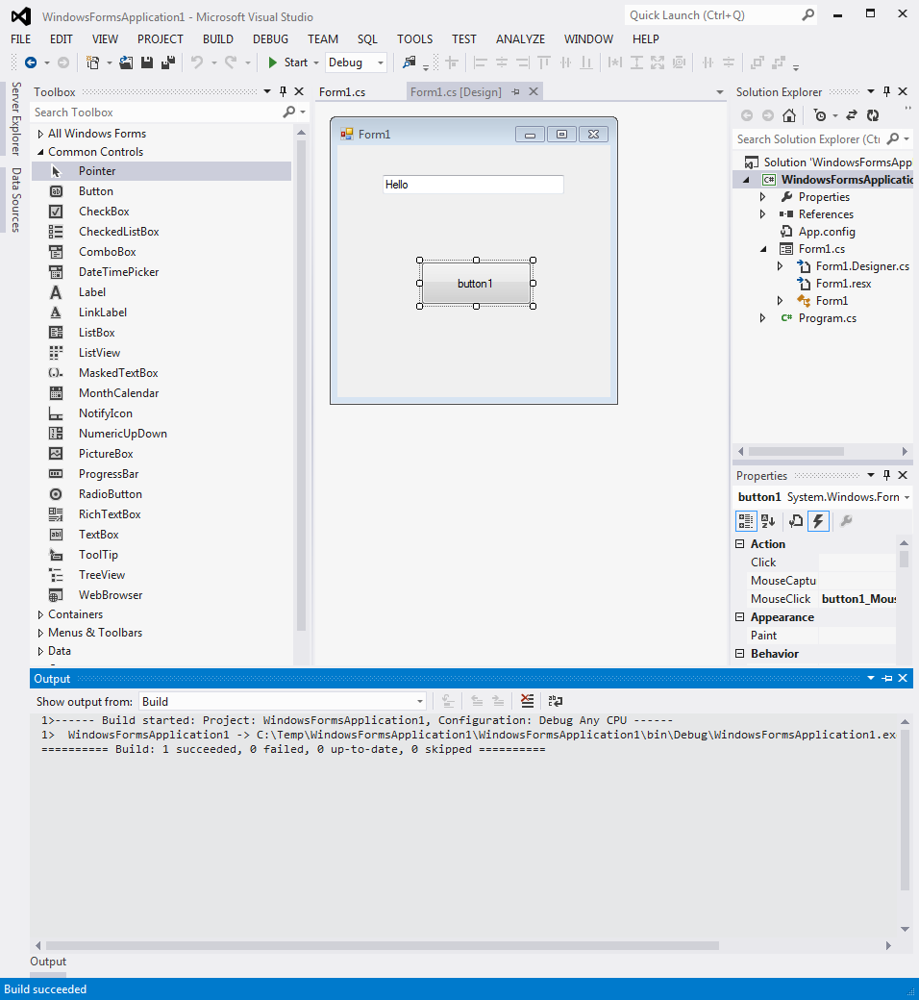 WindowsFormsApplication1 - Microsoft Visual Studio
Quick Launch (Ctrl+Q)
FILE EDIT VIEW PROJECT BUILD DEBUG TEAM SQL TOOLS TEST ANALYZE WINDOW HELP
Start Debug
Server Explorer
Data Sources
Toolbox
Search Toolbox
All Windows Forms
Common Controls
Pointer
Button
CheckBox
CheckedListBox
ComboBox
DateTimePicker
Label
LinkLabel
ListBox
ListView
MaskedTextBox
MonthCalendar
NotifyIcon
NumericUpDown
PictureBox
ProgressBar
RadioButton
RichTextBox
TextBox
ToolTip
TreeView
WebBrowser
Containers
Menus & Toolbars
Data
Form1.cs Form1.cs [Design]
Form1
Hello
button1
Solution Explorer
Search Solution Explorer (Ctr
Solution 'WindowsFormsApp
WindowsFormsApplicatio
Properties
References
App.config
Form1.cs
Form1.Designer.cs
Form1.resx
Form1
Program.cs
Properties
button1 System.Windows.Forn
Action
Click
MouseCaptu
MouseClick button1_Mous
Appearance
Paint
Behavior
Output
Show output from: Build
1>------ Build started: Project: WindowsFormsApplication1, Configuration: Debug Any CPU ------
1>  WindowsFormsApplication1 -> C:\Temp\WindowsFormsApplication1\WindowsFormsApplication1\bin\Debug\WindowsFormsApplication1.ex
========== Build: 1 succeeded, 0 failed, 0 up-to-date, 0 skipped ==========
Output
Build succeeded